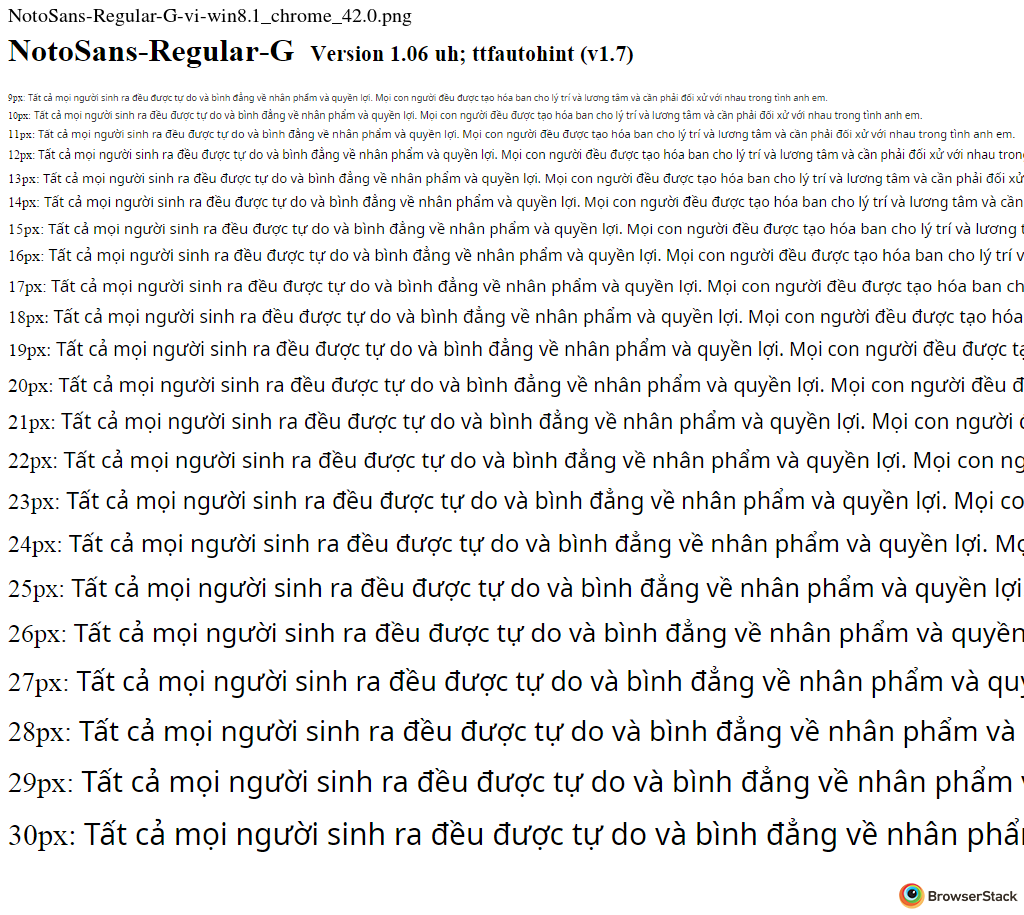 NotoSans-Regular-G-vi-win8.1_chrome_42.0.png
NotoSans-Regular-G Version 1.06 uh; ttfautohint (v1.7)
9px: Tất cả mọi người sinh ra đều được tự do và bình đẳng về nhân phẩm và quyền lợi. Mọi con người đều được tạo hóa ban cho lý trí và lương tâm và cần phải đối xử với nhau trong tình anh em.
10px: Tất cả mọi người sinh ra đều được tự do và bình đẳng về nhân phẩm và quyền lợi. Mọi con người đều được tạo hóa ban cho lý trí và lương tâm và cần phải đối xử với nhau trong tình anh em.
11px: Tất cả mọi người sinh ra đều được tự do và bình đẳng về nhân phẩm và quyền lợi. Mọi con người đều được tạo hóa ban cho lý trí và lương tâm và cần phải đối xử với nhau trong tình anh em.
12px: Tất cả mọi người sinh ra đều được tự do và bình đẳng về nhân phẩm và quyền lợi. Mọi con người đều được tạo hóa ban cho lý trí và lương tâm và cần phải đối xử với nhau tron
13px: Tất cả mọi người sinh ra đều được tự do và bình đẳng về nhân phẩm và quyền lợi. Mọi con người đều được tạo hóa ban cho lý trí và lương tâm và cần phải đối xử
14px: Tất cả mọi người sinh ra đều được tự do và bình đẳng về nhân phẩm và quyền lợi. Mọi con người đều được tạo hóa ban cho lý trí và lương tâm và cần
15px: Tất cả mọi người sinh ra đều được tự do và bình đẳng về nhân phẩm và quyền lợi. Mọi con người đều được tạo hóa ban cho lý trí và lương t
16px: Tất cả mọi người sinh ra đều được tự do và bình đẳng về nhân phẩm và quyền lợi. Mọi con người đều được tạo hóa ban cho lý trí v
17px: Tất cả mọi người sinh ra đều được tự do và bình đẳng về nhân phẩm và quyền lợi. Mọi con người đều được tạo hóa ban ch
18px: Tất cả mọi người sinh ra đều được tự do và bình đẳng về nhân phẩm và quyền lợi. Mọi con người đều được tạo hóa
19px: Tất cả mọi người sinh ra đều được tự do và bình đẳng về nhân phẩm và quyền lợi. Mọi con người đều được tạ
20px: Tất cả mọi người sinh ra đều được tự do và bình đẳng về nhân phẩm và quyền lợi. Mọi con người đều đ
21px: Tất cả mọi người sinh ra đều được tự do và bình đẳng về nhân phẩm và quyền lợi. Mọi con người
22px: Tất cả mọi người sinh ra đều được tự do và bình đẳng về nhân phẩm và quyền lợi. Mọi con ng
23px: Tất cả mọi người sinh ra đều được tự do và bình đẳng về nhân phẩm và quyền lợi. Mọi co
24px: Tất cả mọi người sinh ra đều được tự do và bình đẳng về nhân phẩm và quyền lợi. Mọ
25px: Tất cả mọi người sinh ra đều được tự do và bình đẳng về nhân phẩm và quyền lợi
26px: Tất cả mọi người sinh ra đều được tự do và bình đẳng về nhân phẩm và quyền
27px: Tất cả mọi người sinh ra đều được tự do và bình đẳng về nhân phẩm và quy
28px: Tất cả mọi người sinh ra đều được tự do và bình đẳng về nhân phẩm và
29px: Tất cả mọi người sinh ra đều được tự do và bình đẳng về nhân phẩm
30px: Tất cả mọi người sinh ra đều được tự do và bình đẳng về nhân phẩ
BrowserStack